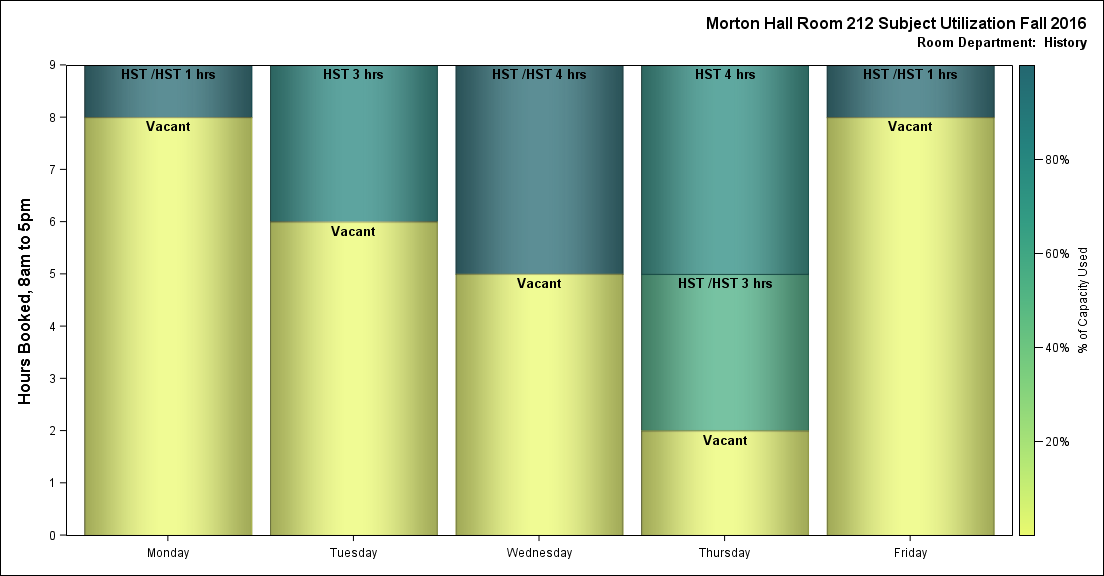 Morton Hall Room 212 Subject Utilization Fall 2016
Room Department:  History
Hours Booked, 8am to 5pm
9
8
7
6
5
4
3
2
1
0
HST /HST 1 hrs
Vacant
HST 3 hrs
Vacant
HST /HST 4 hrs
Vacant
HST 4 hrs
HST /HST 3 hrs
Vacant
HST /HST 1 hrs
Vacant
Monday
Tuesday
Wednesday
Thursday
Friday
80%
60%
40%
20%
% of Capacity Used